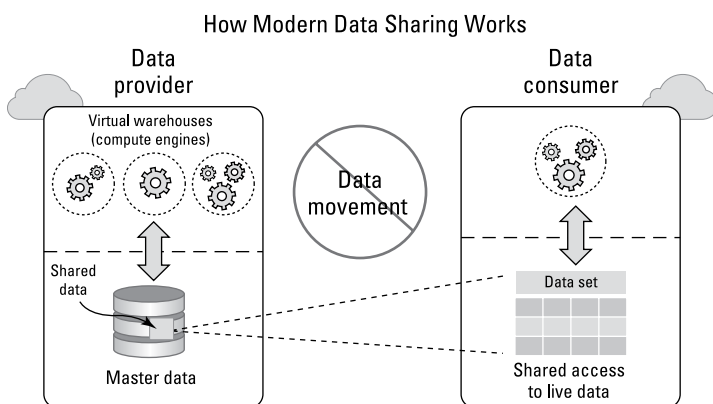 How Modern Data Sharing Works
Data
provider
Virtual warehouses
(compute engines)
Shared
data
Master data
Data
movement
Data
consumer
Data set
Shared access
to live data